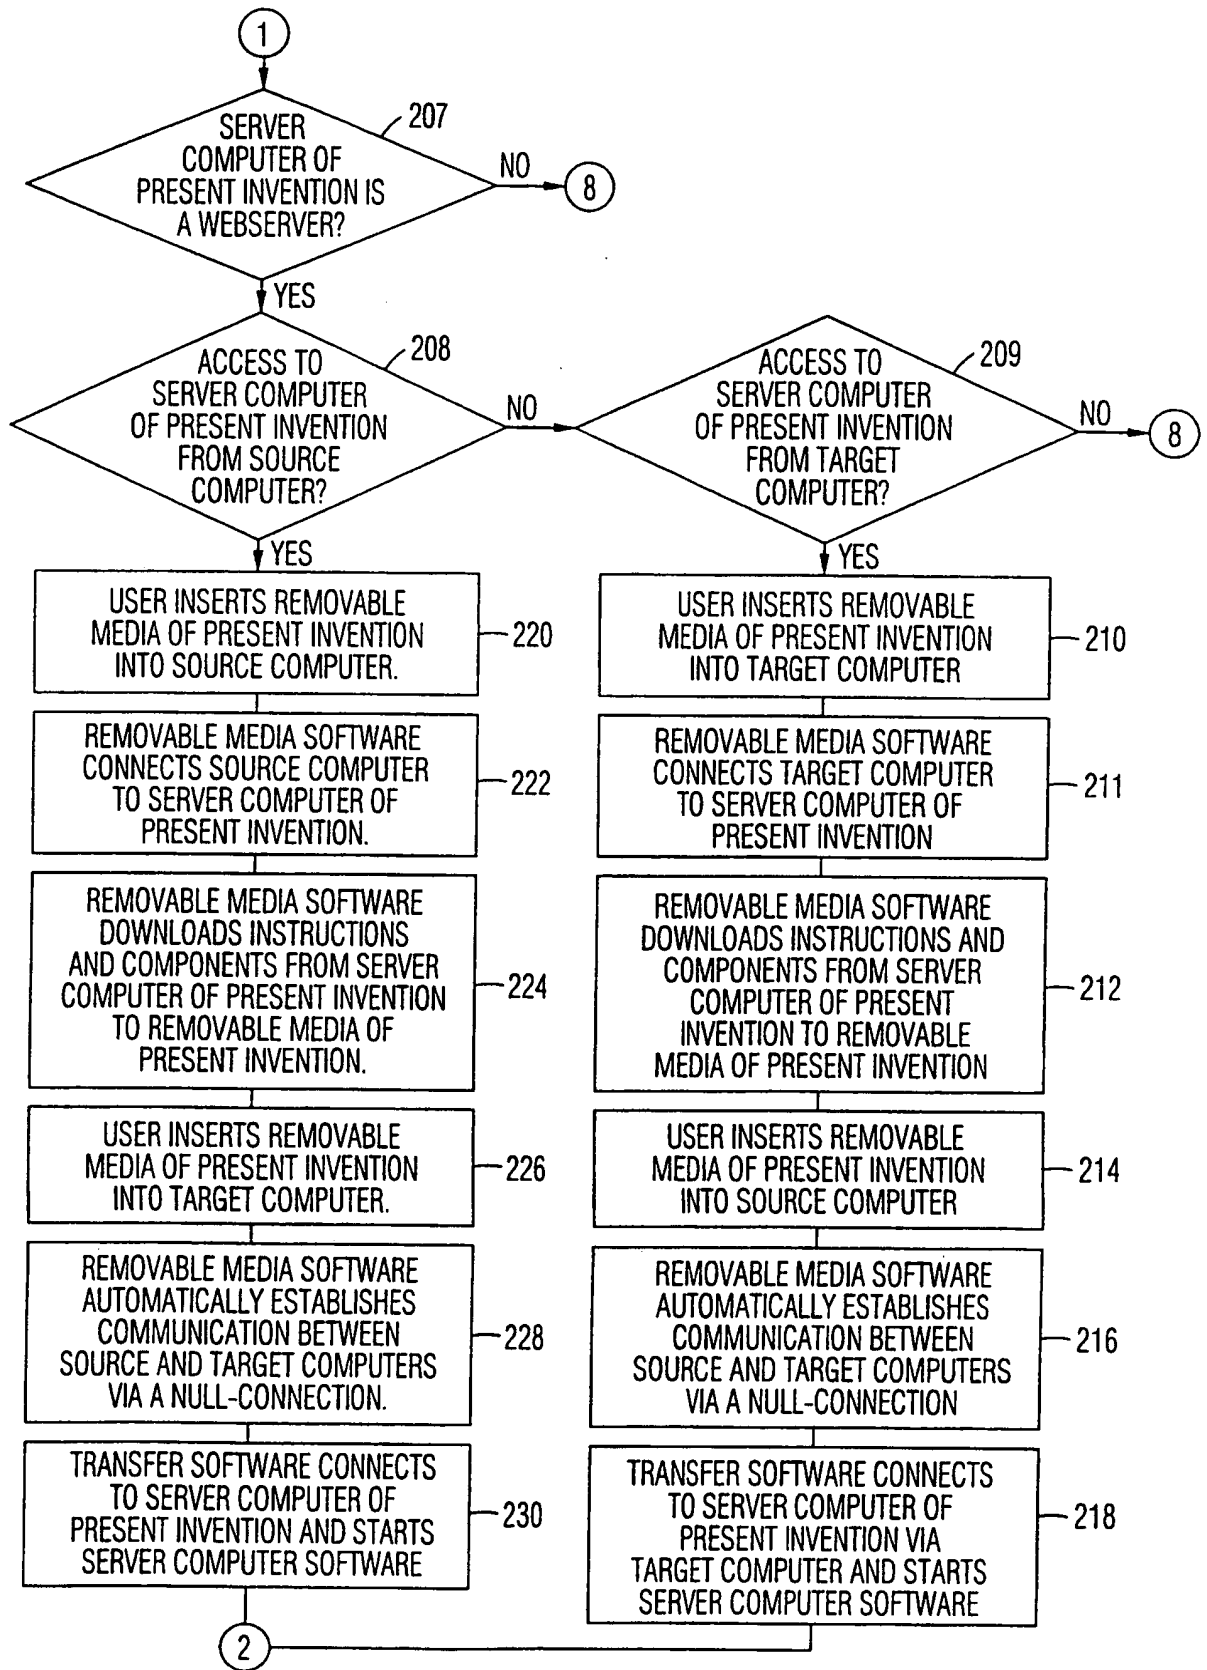 1
SERVER
COMPUTER OF
PRESENT INVENTION IS
A WEBSERVER?
207
NO
8
YES
ACCESS TO
SERVER COMPUTER
OF PRESENT INVENTION
FROM SOURCE
COMPUTER?
208
NO
ACCESS TO
SERVER COMPUTER
OF PRESENT INVENTION
FROM TARGET
COMPUTER?
209
NO
8
YES
USER INSERTS REMOVABLE
MEDIA OF PRESENT INVENTION
INTO SOURCE COMPUTER.
220
REMOVABLE MEDIA SOFTWARE
CONNECTS SOURCE COMPUTER
TO SERVER COMPUTER OF
PRESENT INVENTION.
222
REMOVABLE MEDIA SOFTWARE
DOWNLOADS INSTRUCTIONS
AND COMPONENTS FROM SERVER
COMPUTER OF PRESENT INVENTION
TO REMOVABLE MEDIA OF
PRESENT INVENTION.
224
USER INSERTS REMOVABLE
MEDIA OF PRESENT INVENTION
INTO TARGET COMPUTER.
226
REMOVABLE MEDIA SOFTWARE
AUTOMATICALLY ESTABLISHES
COMMUNICATION BETWEEN
SOURCE AND TARGET COMPUTERS
VIA A NULL-CONNECTION.
228
TRANSFER SOFTWARE CONNECTS
TO SERVER COMPUTER OF
PRESENT INVENTION AND STARTS
SERVER COMPUTER SOFTWARE
230
YES
USER INSERTS REMOVABLE
MEDIA OF PRESENT INVENTION
INTO TARGET COMPUTER
210
REMOVABLE MEDIA SOFTWARE
CONNECTS TARGET COMPUTER
TO SERVER COMPUTER OF
PRESENT INVENTION
211
REMOVABLE MEDIA SOFTWARE
DOWNLOADS INSTRUCTIONS AND
COMPONENTS FROM SERVER
COMPUTER OF PRESENT
INVENTION TO REMOVABLE
MEDIA OF PRESENT INVENTION
212
USER INSERTS REMOVABLE
MEDIA OF PRESENT INVENTION
INTO SOURCE COMPUTER
214
REMOVABLE MEDIA SOFTWARE
AUTOMATICALLY ESTABLISHES
COMMUNICATION BETWEEN
SOURCE AND TARGET COMPUTERS
VIA A NULL-CONNECTION
216
TRANSFER SOFTWARE CONNECTS
TO SERVER COMPUTER OF
PRESENT INVENTION VIA
TARGET COMPUTER AND STARTS
SERVER COMPUTER SOFTWARE
218
2